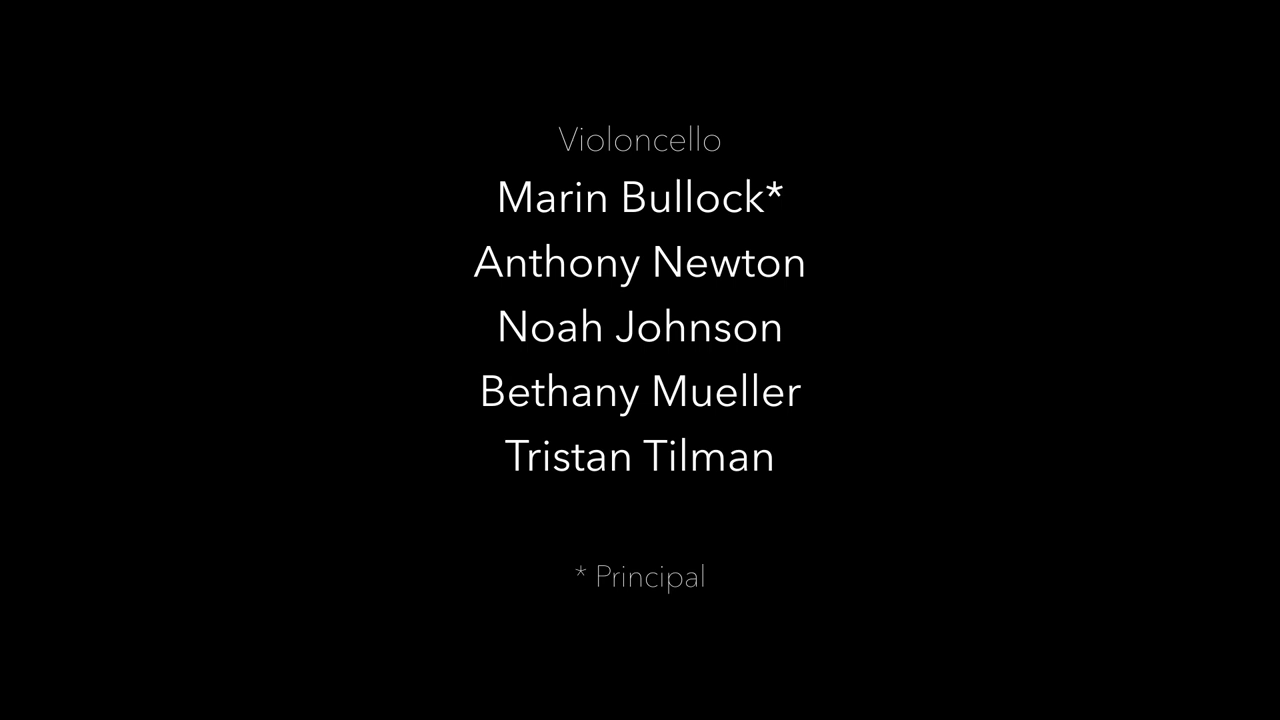 Violoncello
Marin Bullock*
Anthony Newton
Noah Johnson
Bethany Mueller
Tristan Tilman
* Principal